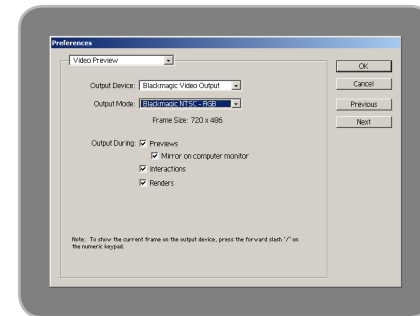 Preferences
Video Preview
OK
Output Device: Blackmagic Video Output
Cancel
Output Mode: Blackmagic NTSC - RGB
Previous
Frame Size: 720 x 486
Next
Output During: Previews
Mirror on computer monitor
Interactions
Renders
Note: To show the current frame on the output device, press the forward slash '/' on
the numeric keypad.